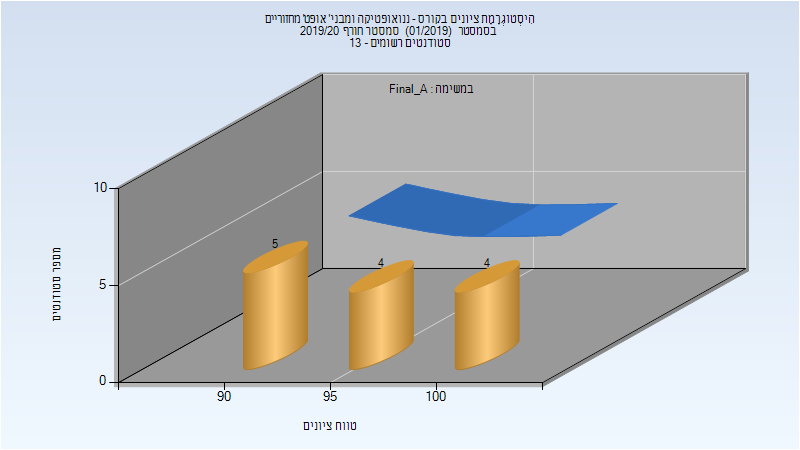 היסטוגרמת ציונים בקורס - ננואופטיקה ומבני' אופט' מחזוריים
בסמסטר (01/2019) סמסטר חורף 2019/20
סטודנטים רשומים - 13
במשימה : Final_A
מספר סטודנטים
10
5
0
5
4
4
90
95
100
טווח ציונים